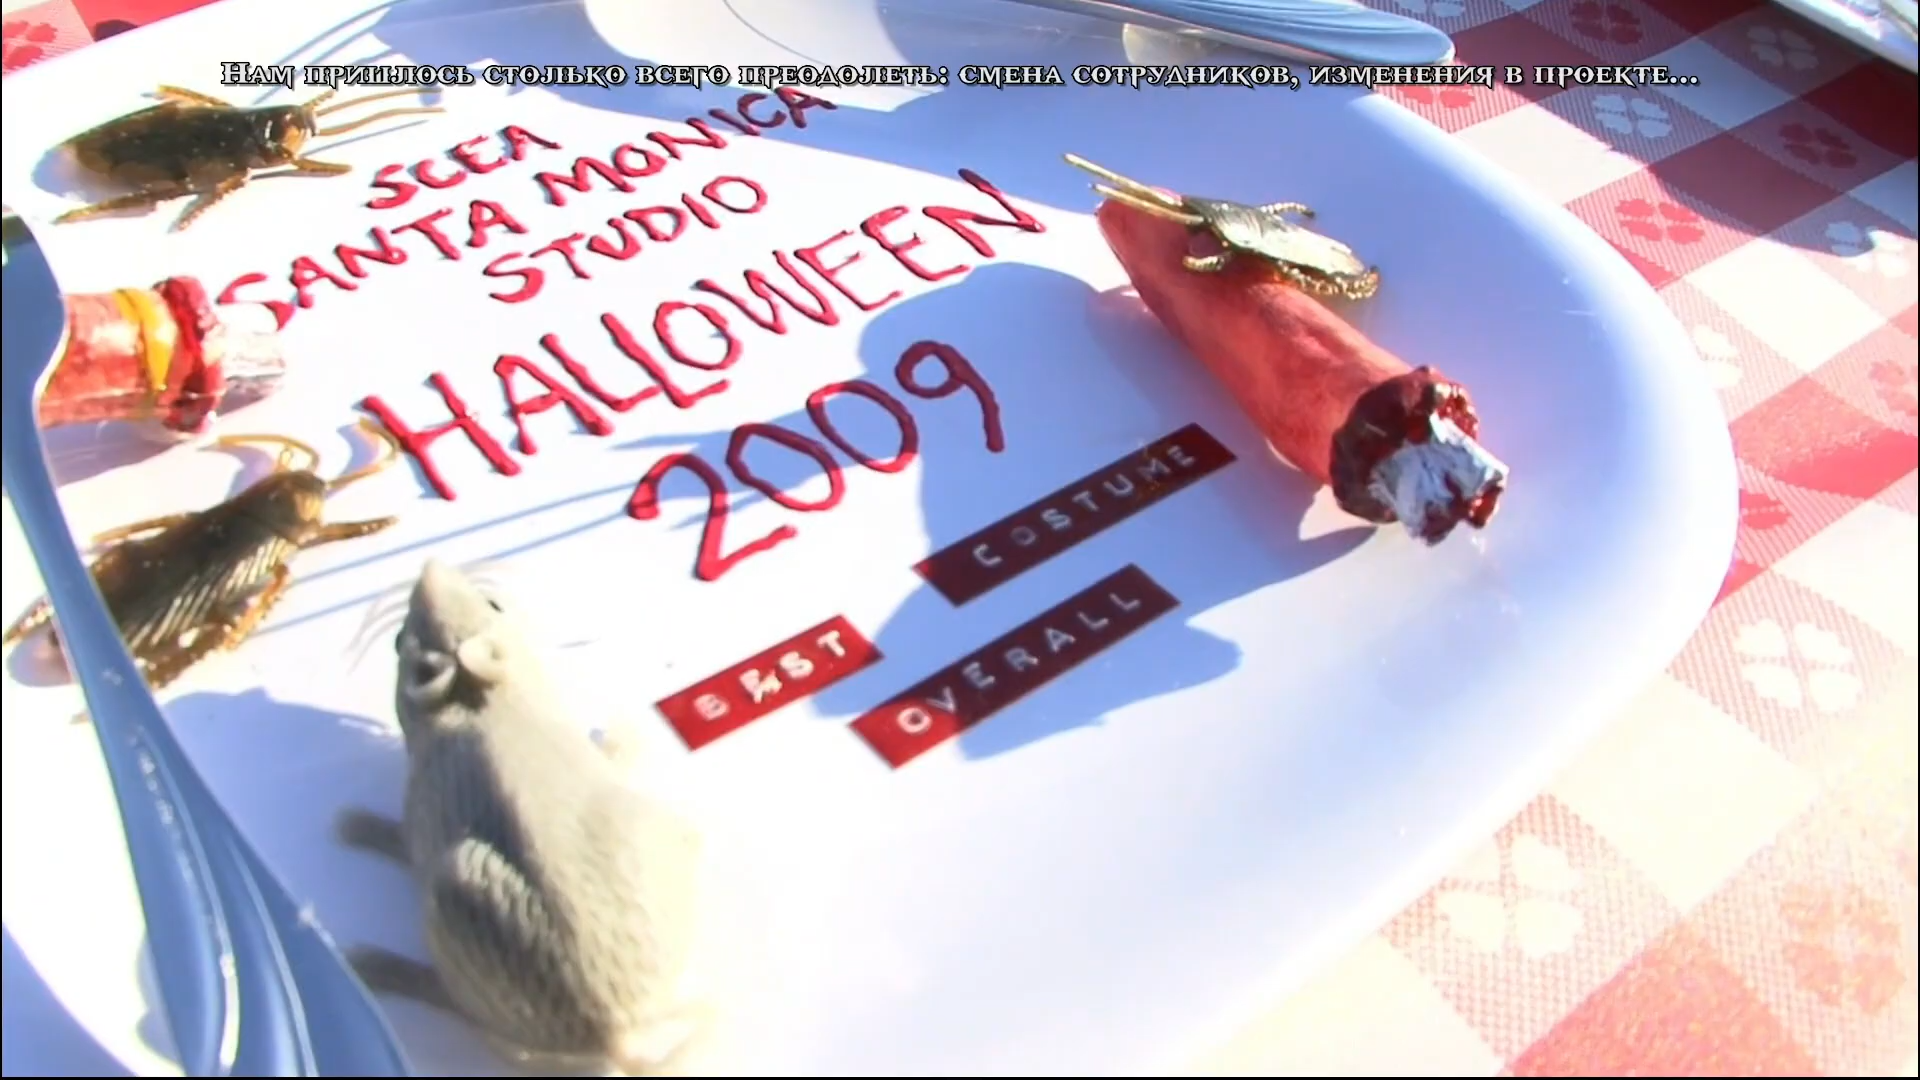 Нам пришлось столько всего преодолеть: смена сотрудников, изменения в проекте...
SCEA
SANTA MONICA
STUDIO
HALLOWEEN
2009
BEST
OVERALL
COSTUME